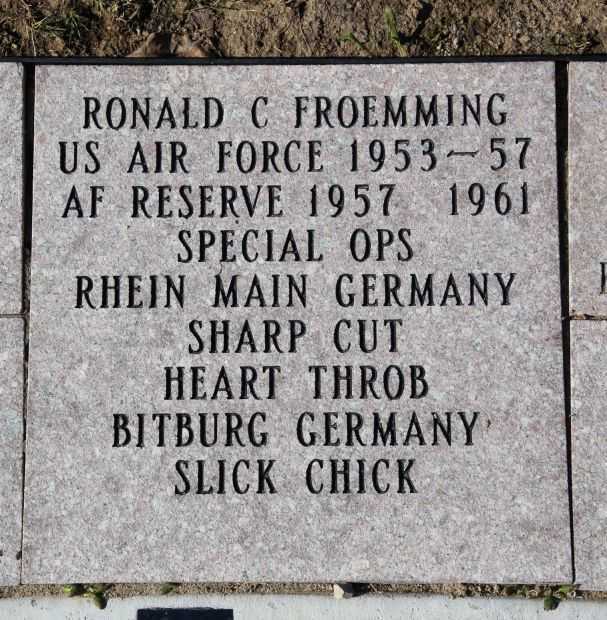 RONALD C FROEMMING
US AIR FORCE 1953—57
AF RESERVE 1957 1961
SPECIAL OPS
RHEIN MAIN GERMANY
SHARP CUT
HEART THROB
BITBURG GERMANY
SLICK CHICK